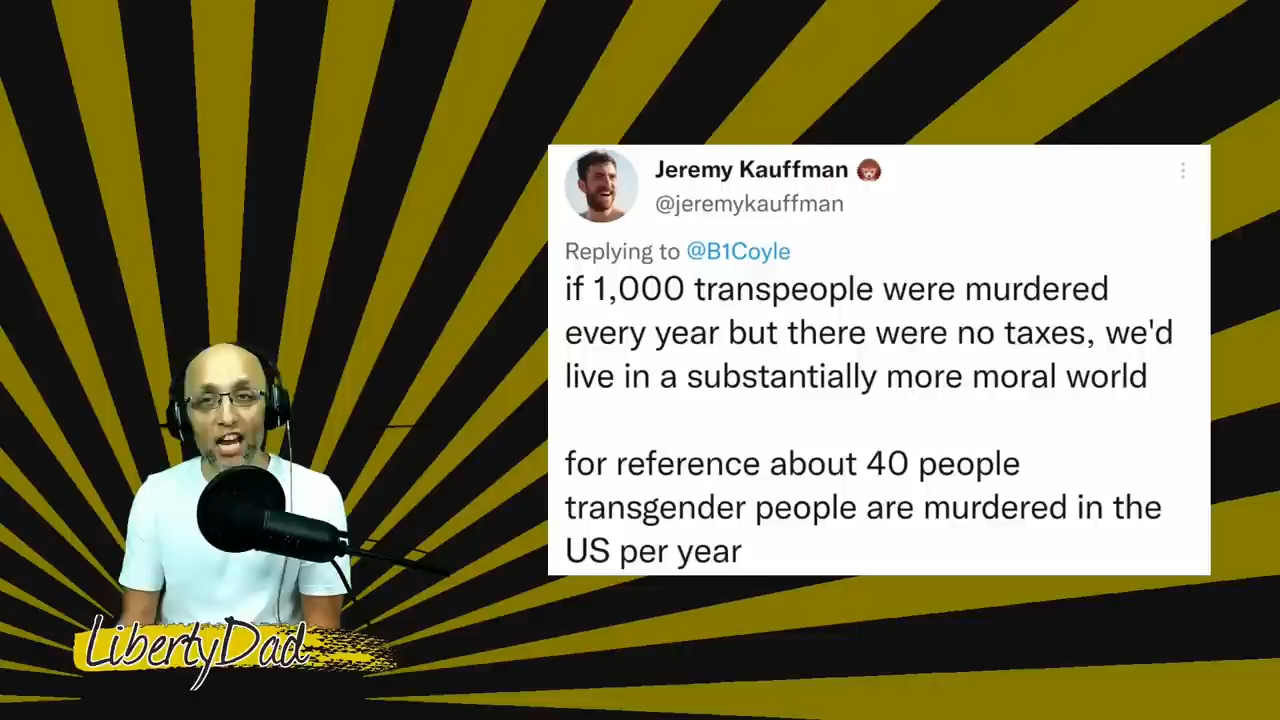 Jeremy Kauffman
@jeremykauffman
Replying to @B1Coyle
if 1,000 transpeople were murdered
every year but there were no taxes, we'd
live in a substantially more moral world
for reference about 40 people
transgender people are murdered in the
US per year
LibertyDad